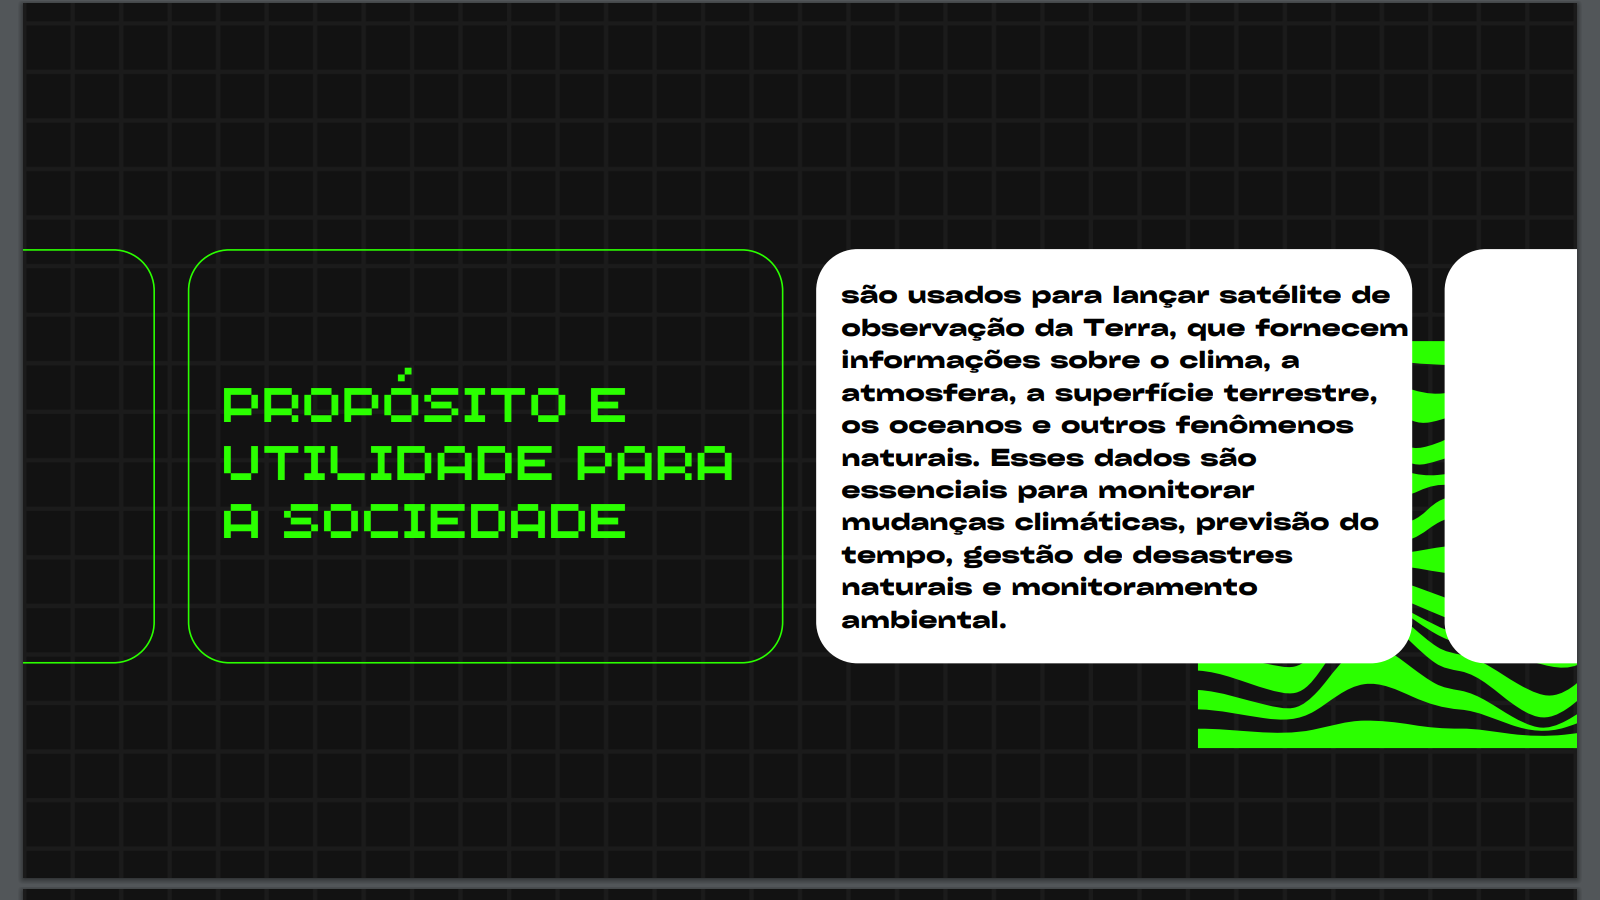 PROPÓSITO E
UTILIDADE PARA
A SOCIEDADE
são usados para lançar satélite de
observação da Terra, que fornecem
informações sobre o clima, a
atmosfera, a superfície terrestre,
os oceanos e outros fenômenos
naturais. Esses dados são
essenciais para monitorar
mudanças climáticas, previsão do
tempo, gestão de desastres
naturais e monitoramento
ambiental.